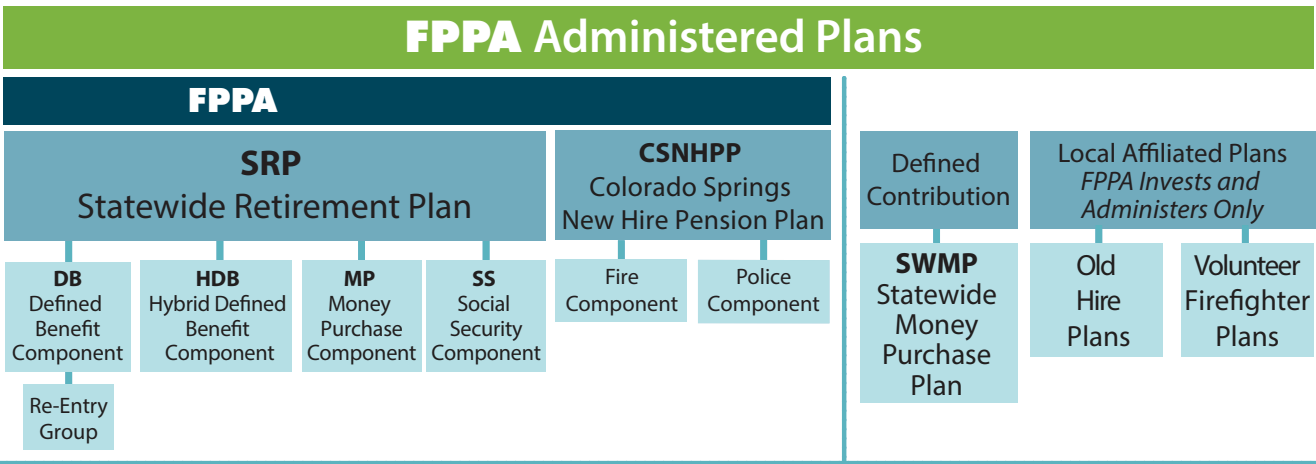 FPPA Administered Plans
FPPA
SRP
Statewide Retirement Plan
DB
Defined
Benefit
Component
Re-Entry
Group
HDB
Hybrid Defined
Benefit
Component
MP
Money
Purchase
Component
SS
Social
Security
Component
CSNHPP
Colorado Springs
New Hire Pension Plan
Fire
Component
Police
Component
Defined
Contribution
SWMP
Statewide
Money
Purchase
Plan
Local Affiliated Plans
FPPA Invests and
Administers Only
Old
Hire
Plans
Volunteer
Firefighter
Plans